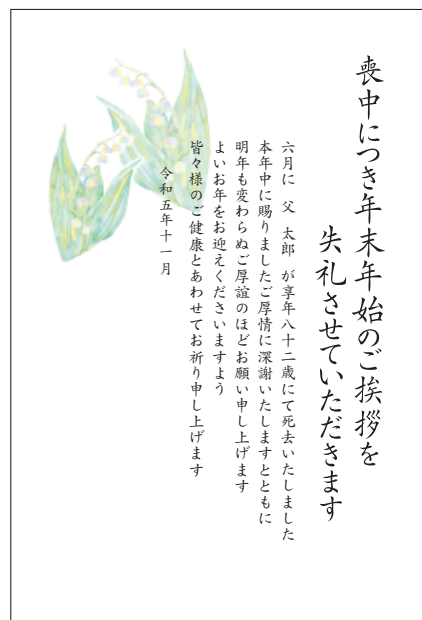 喪中につき年末年始のご挨拶を
失礼させていただきます
六月に　父　太郎　が享年八十二歳にて死去いたしました
本年中に賜りましたご厚情に深謝いたしますとともに
明年も変わらぬご厚誼のほどお願い申し上げます
よいお年をお迎えくださいますよう
皆々様のご健康とあわせてお祈り申し上げます
令和五年十一月